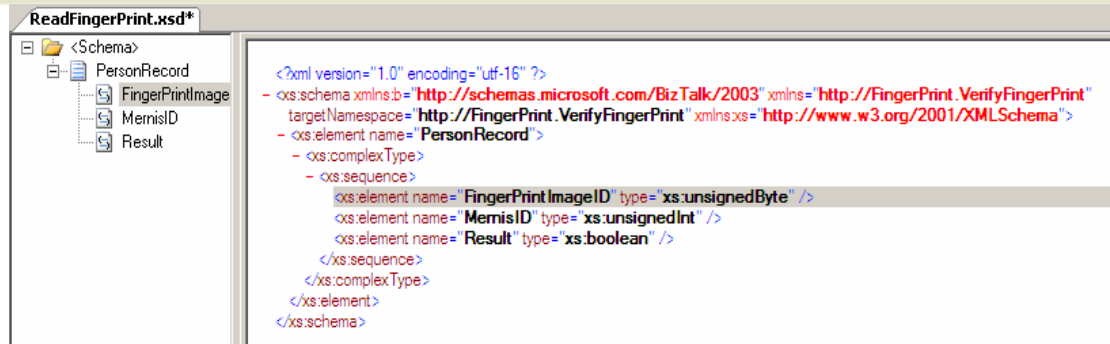 ReadFingerPrint.xsd*
<Schema>
PersonRecord
FingerPrintImage
MernisID
Result
<?xml version="1.0" encoding="utf-16" ?>
- <xs:schema xmlns:b="http://schemas.microsoft.com/BizTalk/2003" xmlns="http://FingerPrint.VerifyFingerPrint"
targetNamespace="http://FingerPrint.VerifyFingerPrint" xmlns:xs="http://www.w3.org/2001/XMLSchema">
- <xs:element name="PersonRecord">
- <xs:complexType>
- <xs:sequence>
<xs:element name="FingerPrintImageID" type="xs:unsignedByte" />
<xs:element name="MernisID" type="xs:unsignedInt" />
<xs:element name="Result" type="xs:boolean" />
</xs:sequence>
</xs:complexType>
</xs:element>
</xs:schema>